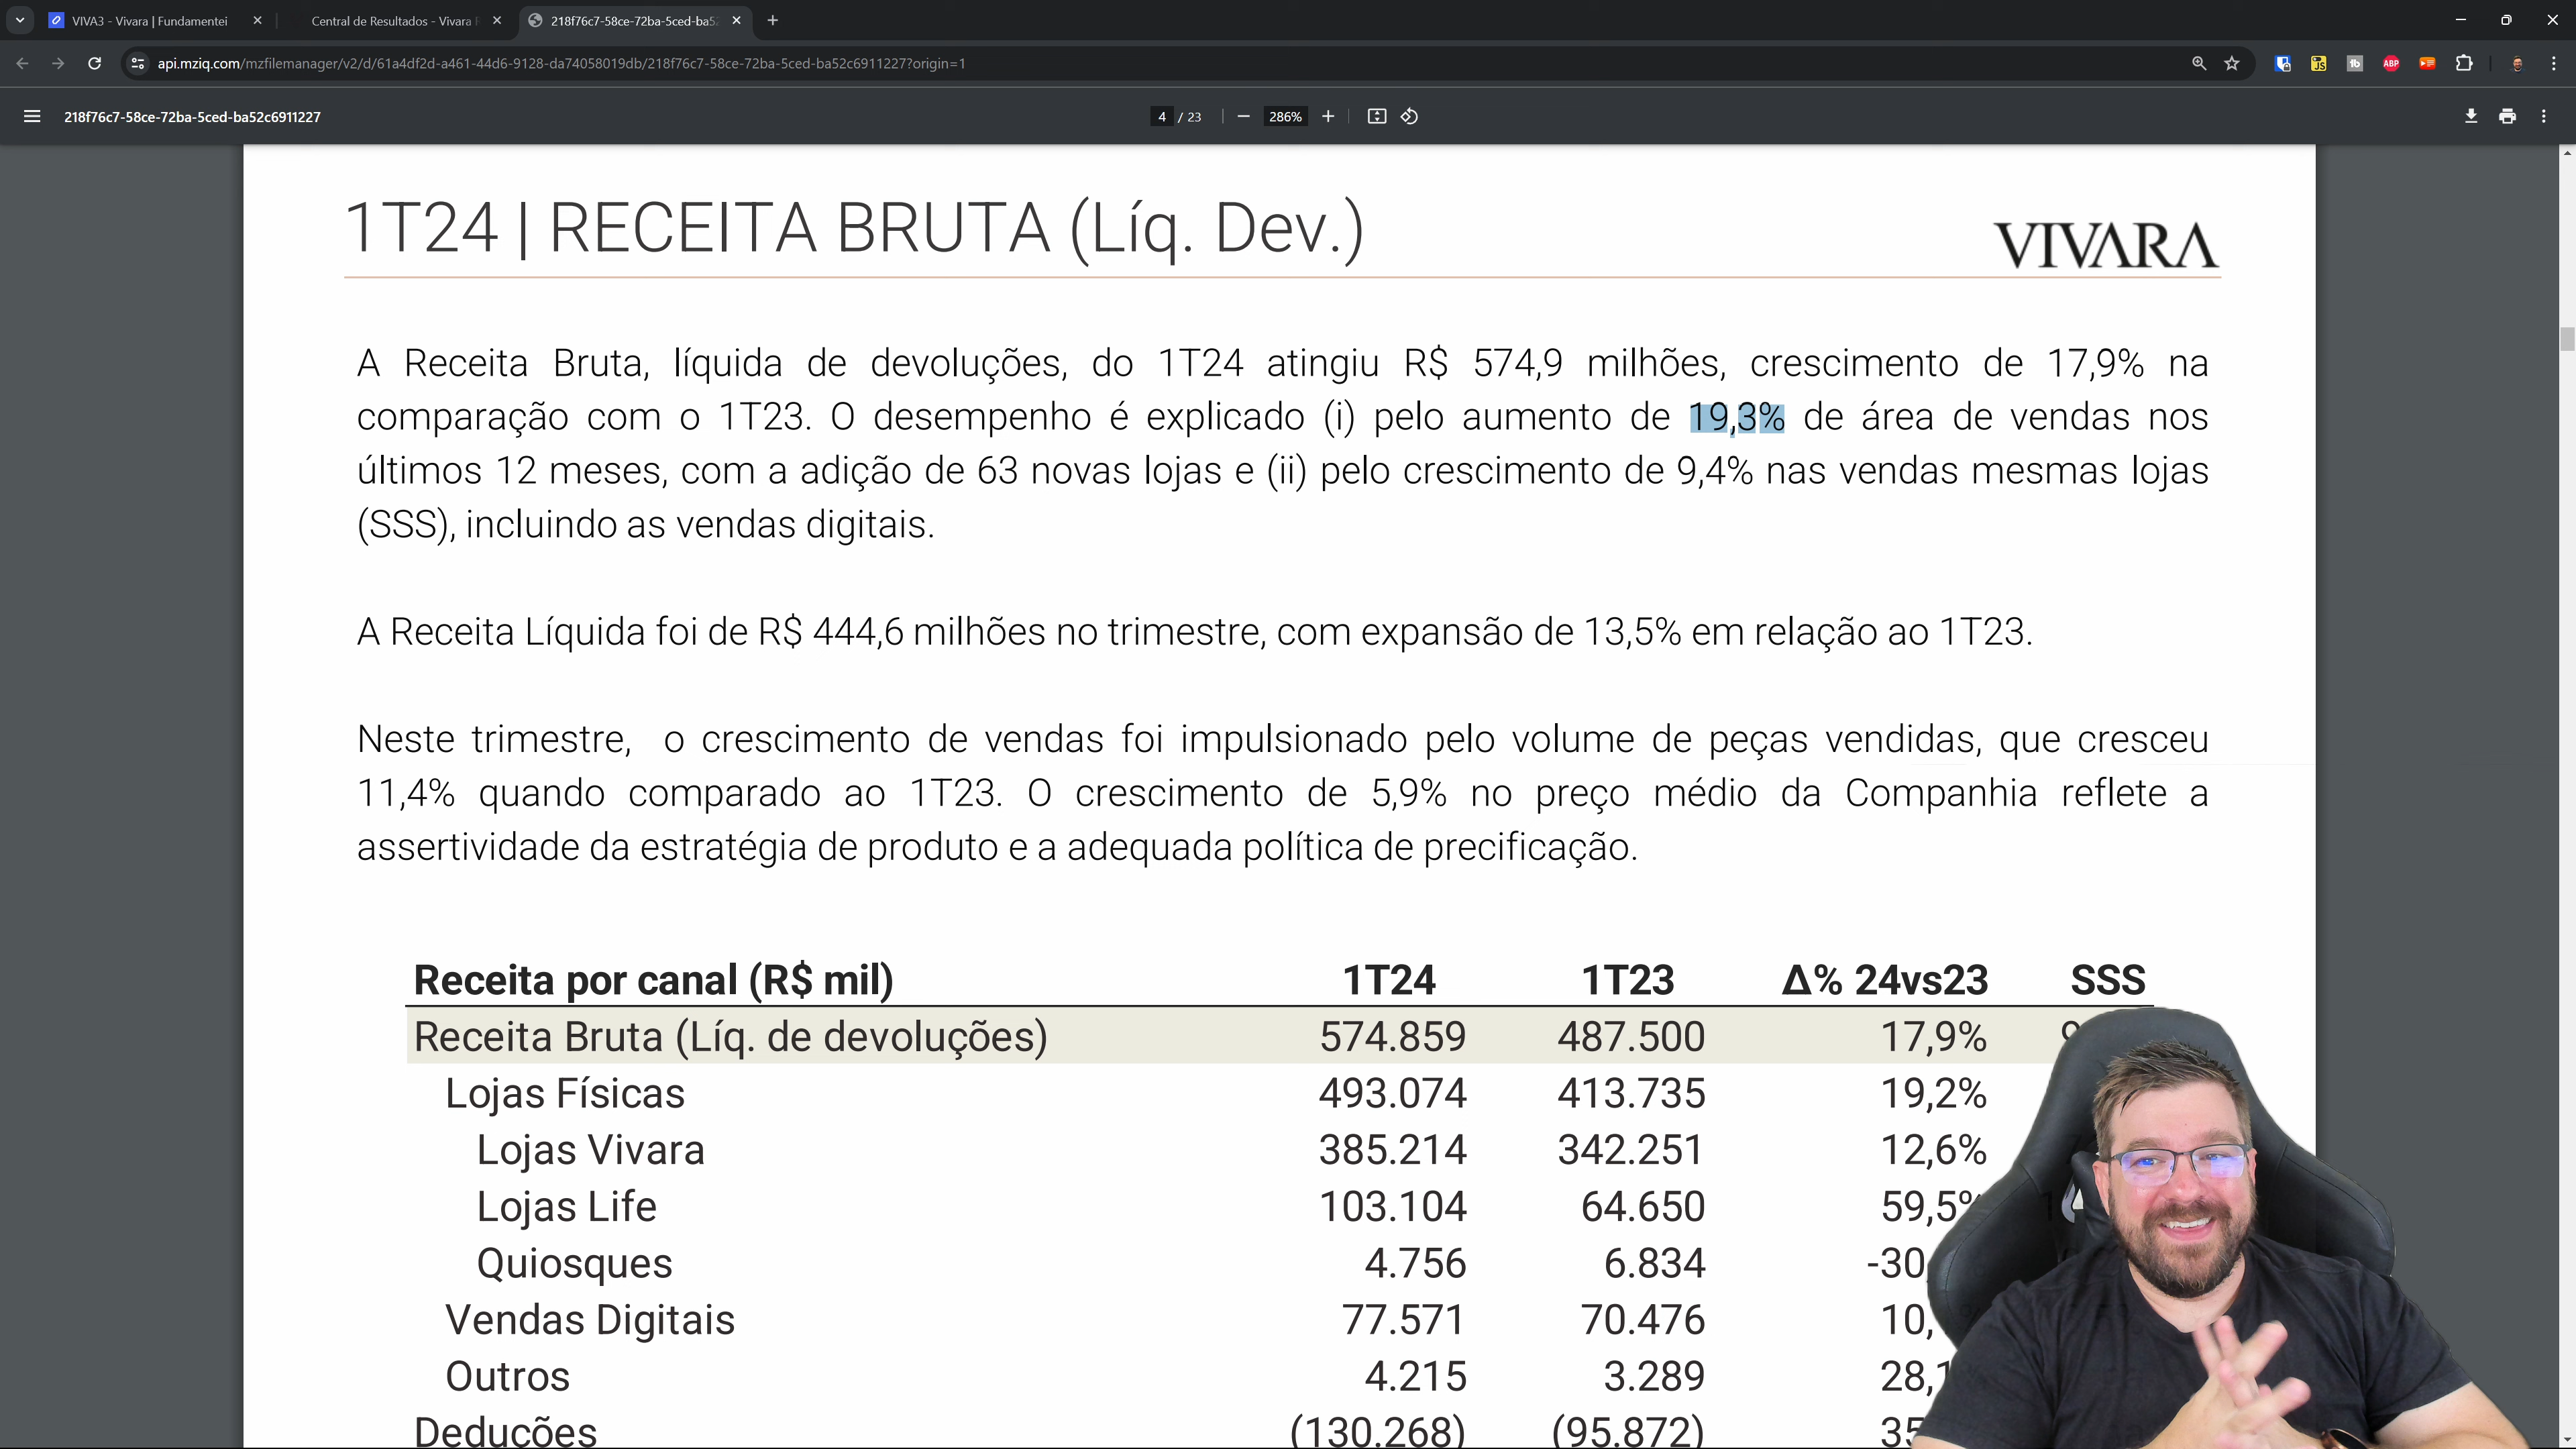 VIVA3 - Vivara | Fundamentei
Central de Resultados - Vivara
218f76c7-58ce-72ba-5ced-ba52
api.mziq.com/mzfilemanager/v2/d/61a4df2d-a461-44d6-9128-da74058019db/218f76c7-58ce-72ba-5ced-ba52c6911227?origin=1
218f76c7-58ce-72ba-5ced-ba52c6911227
4 / 23
286%
JS
tb
ABP
1T24 | RECEITA BRUTA (Líq. Dev.)
VIVARA
A Receita Bruta, líquida de devoluções, do 1T24 atingiu R$ 574,9 milhões, crescimento de 17,9% na
comparação com o 1T23. O desempenho é explicado (i) pelo aumento de 19,3% de área de vendas nos
últimos 12 meses, com a adição de 63 novas lojas e (ii) pelo crescimento de 9,4% nas vendas mesmas lojas
(SSS), incluindo as vendas digitais.
A Receita Líquida foi de R$ 444,6 milhões no trimestre, com expansão de 13,5% em relação ao 1T23.
Neste trimestre, o crescimento de vendas foi impulsionado pelo volume de peças vendidas, que cresceu
11,4% quando comparado ao 1T23. O crescimento de 5,9% no preço médio da Companhia reflete a
assertividade da estratégia de produto e a adequada política de precificação.
Receita por canal (R$ mil) 1T24 1T23 Δ% 24vs23 SSS
Receita Bruta (Líq. de devoluções) 574.859 487.500 17,9%
Lojas Físicas 493.074 413.735 19,2%
Lojas Vivara 385.214 342.251 12,6%
Lojas Life 103.104 64.650 59,5%
Quiosques 4.756 6.834 -30,
Vendas Digitais 77.571 70.476 10,
Outros 4.215 3.289 28,1
Deduções (130.268) (95.872) 35